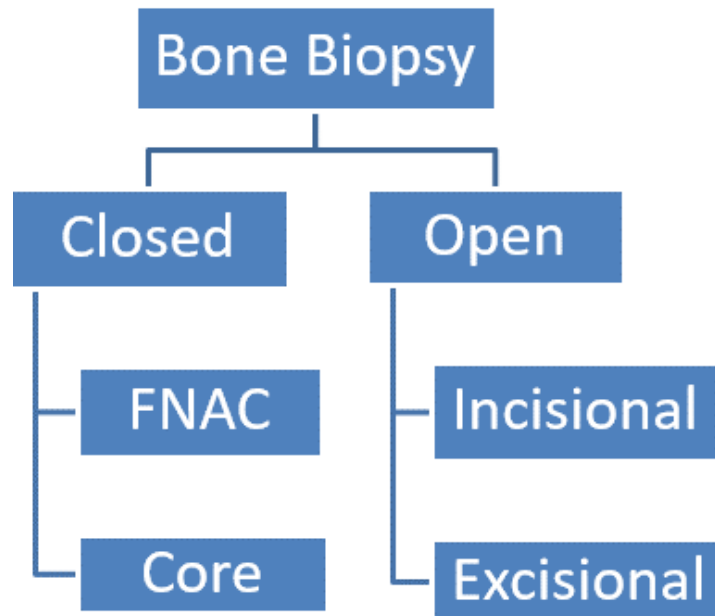 Bone Biopsy
Closed
Open
FNAC
Incisional
Core
Excisional